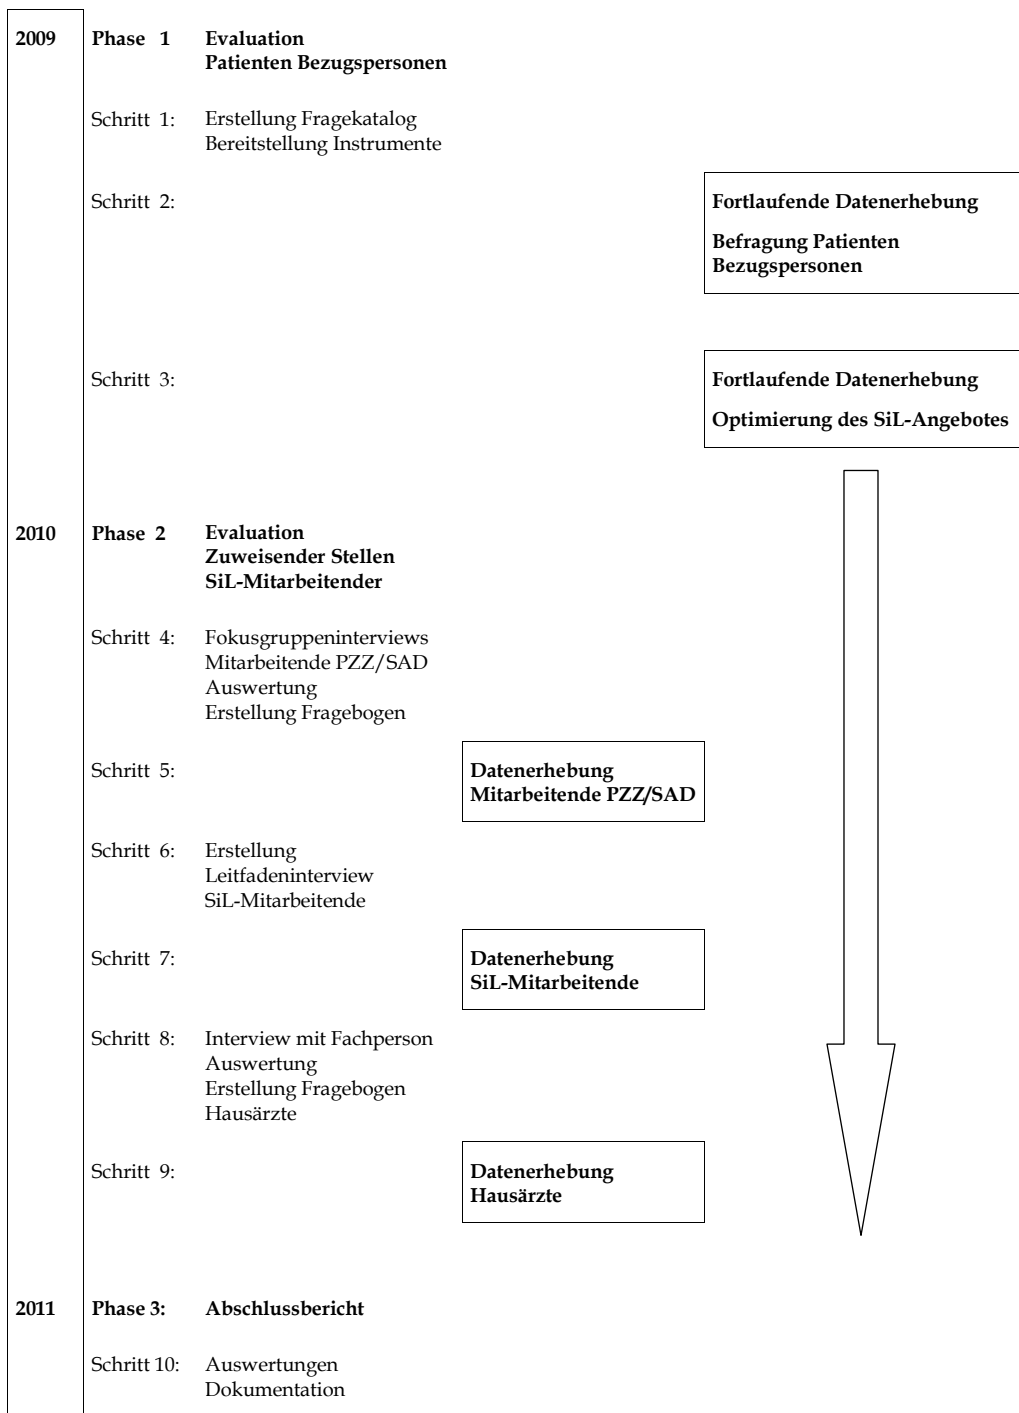 2009 Phase 1 Evaluation
Patienten Bezugspersonen
Schritt 1: Erstellung Fragekatalog
Bereitstellung Instrumente
Schritt 2: Fortlaufende Datenerhebung
Befragung Patienten
Bezugspersonen
Schritt 3: Fortlaufende Datenerhebung
Optimierung des SiL-Angebotes
2010 Phase 2 Evaluation
Zuweisender Stellen
SiL-Mitarbeitender
Schritt 4: Fokusgruppeninterviews
Mitarbeitende PZZ/SAD
Auswertung
Erstellung Fragebogen
Schritt 5: Datenerhebung
Mitarbeitende PZZ/SAD
Schritt 6: Erstellung
Leitfadeninterview
SiL-Mitarbeitende
Schritt 7: Datenerhebung
SiL-Mitarbeitende
Schritt 8: Interview mit Fachperson
Auswertung
Erstellung Fragebogen
Hausärzte
Schritt 9: Datenerhebung
Hausärzte
2011 Phase 3: Abschlussbericht
Schritt 10: Auswertungen
Dokumentation